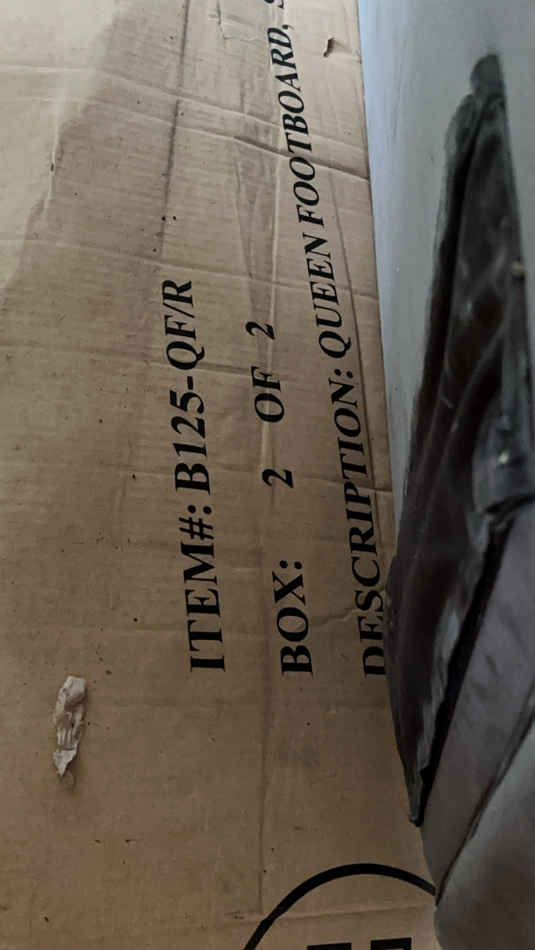 ITEM#: B125-QF/R
BOX: 2 OF 2
DESCRIPTION: QUEEN FOOTBOARD,